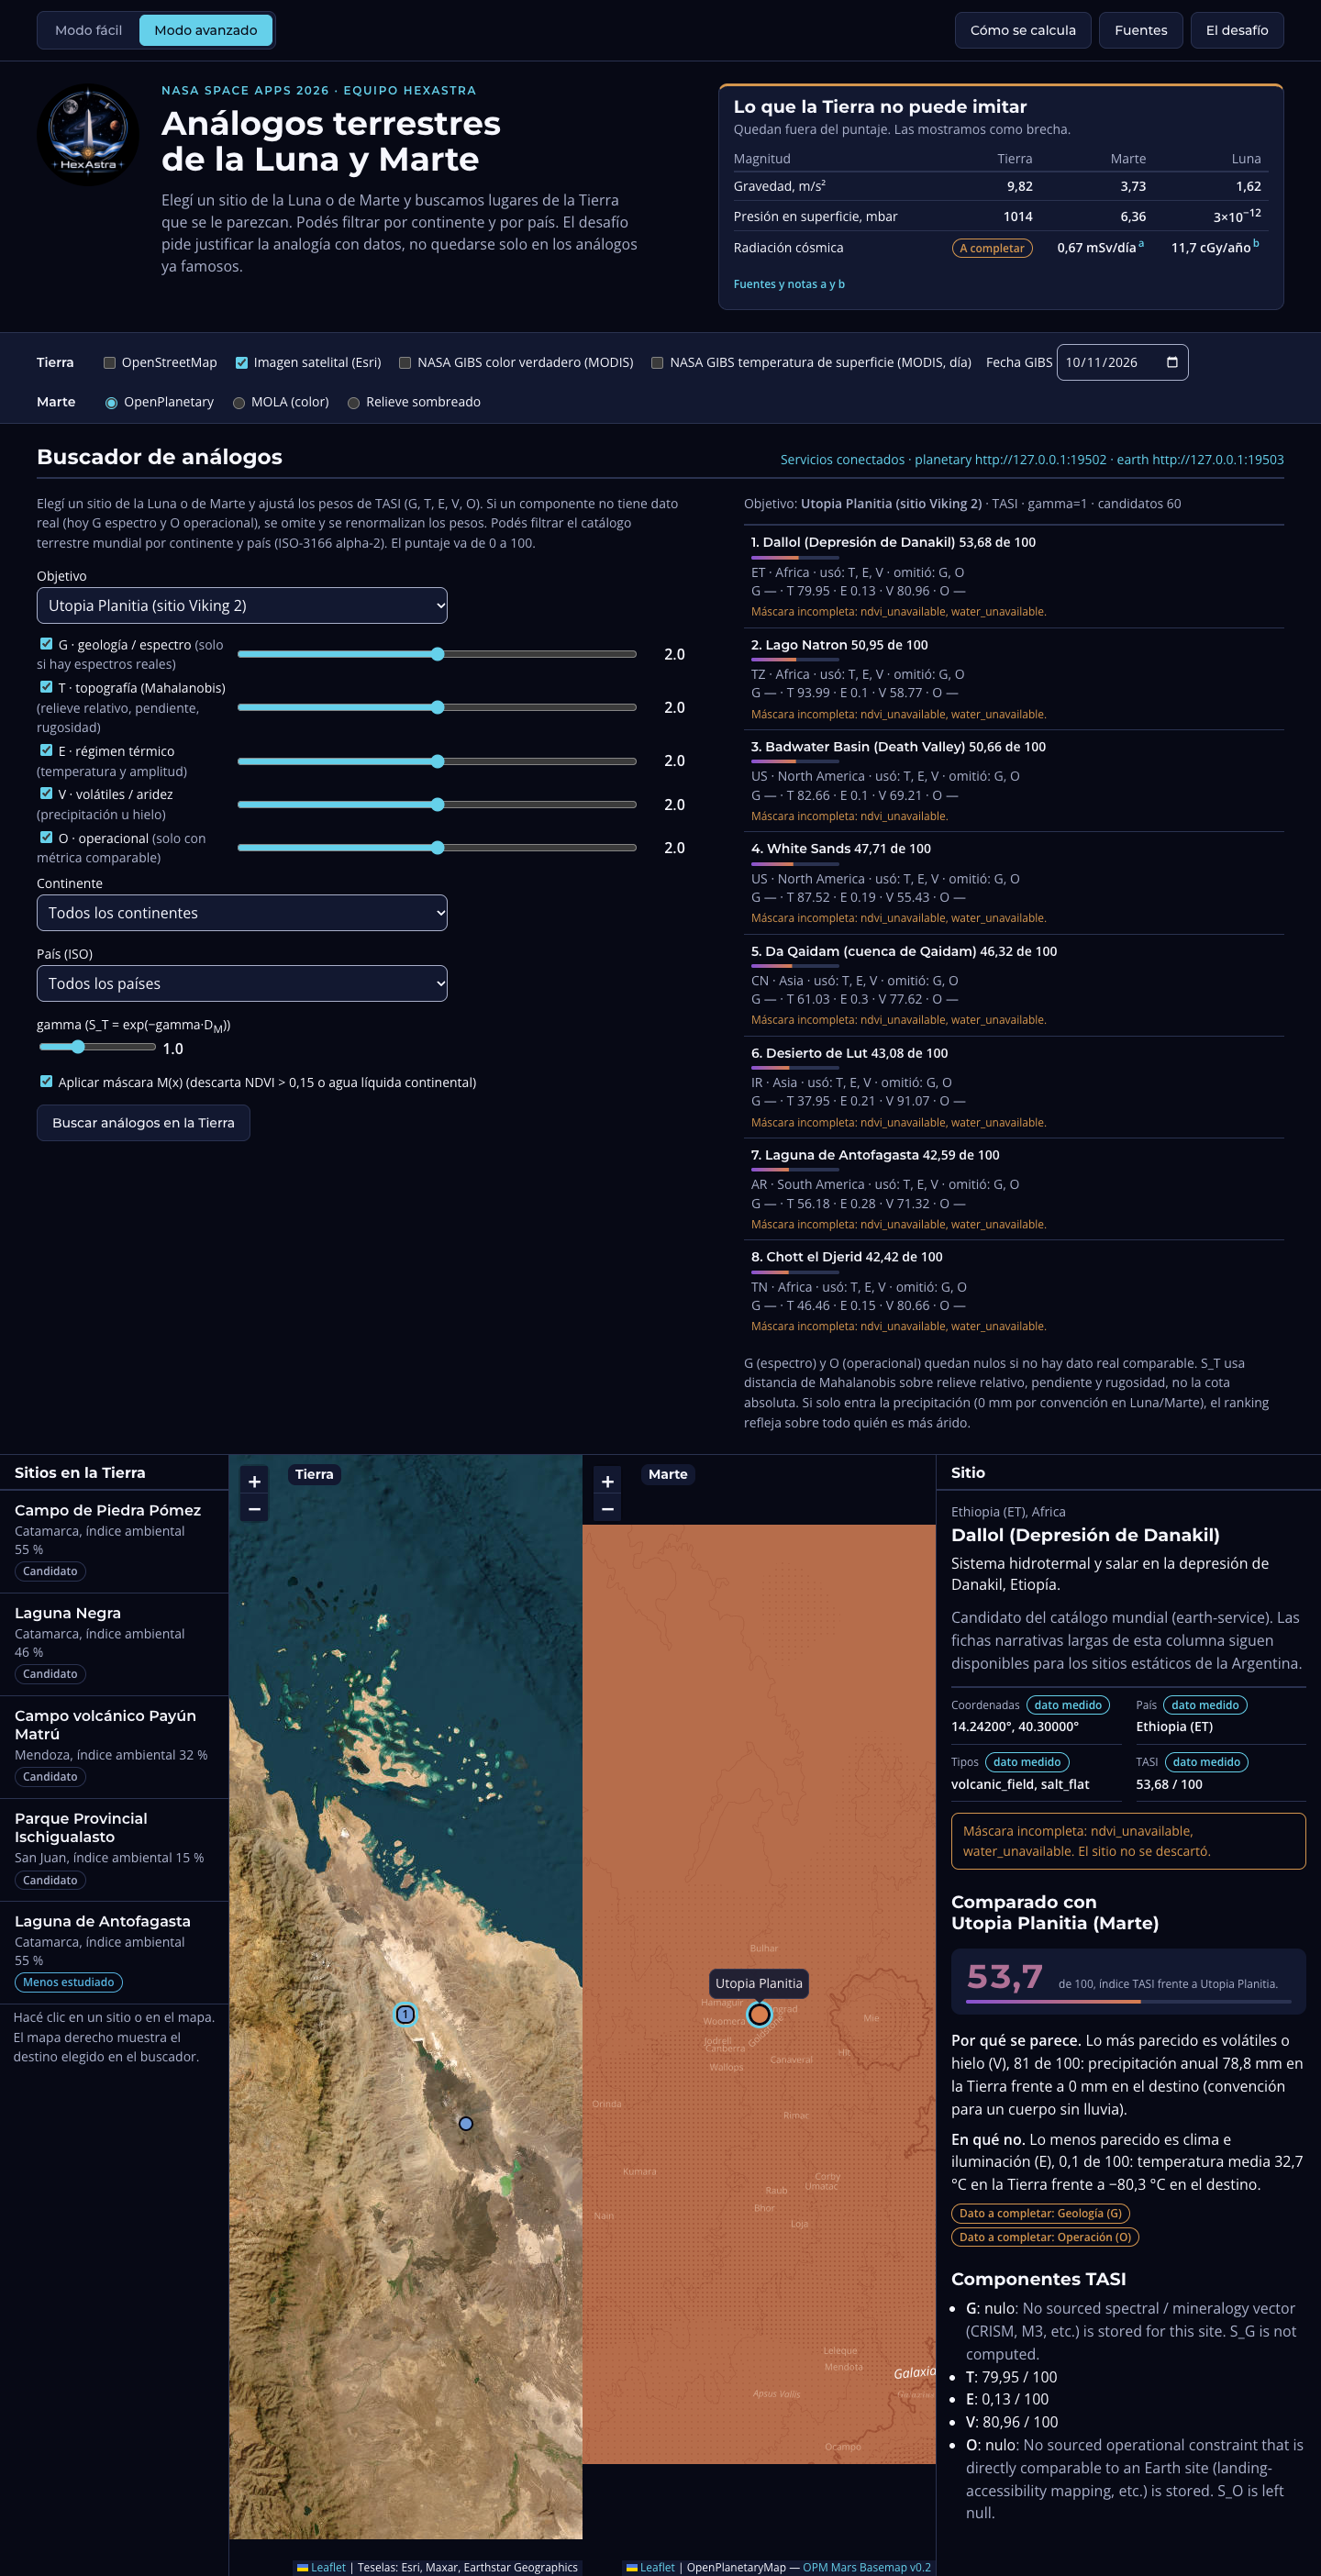 Modo fácil
Modo avanzado
Cómo se calcula
Fuentes
El desafío
NASA SPACE APPS 2026 · EQUIPO HEXASTRA
HexAstra
Análogos terrestres
de la Luna y Marte
Elegí un sitio de la Luna o de Marte y buscamos lugares de la Tierra
que se le parezcan. Podés filtrar por continente y país. El desafío
pide justificar la analogía con datos, no quedarse solo en los análogos
ya famosos.
Lo que la Tierra no puede imitar
Quedan fuera del puntaje. Las mostramos como brecha.
Magnitud Tierra Marte Luna
Gravedad, m/s² 9,82 3,73 1,62
Presión en superficie, mbar 1014 6,36 3×10⁻¹²
Radiación cósmica A completar 0,67 mSv/día a 11,7 cGy/año b
Fuentes y notas a y b
Tierra OpenStreetMap Imagen satelital (Esri) NASA GIBS color verdadero (MODIS) NASA GIBS temperatura de superficie (MODIS, día) Fecha GIBS 10/11/2026
Marte OpenPlanetary MOLA (color) Relieve sombreado
Buscador de análogos
Servicios conectados · planetary http://127.0.0.1:19502 · earth http://127.0.0.1:19503
Elegí un sitio de la Luna o de Marte y ajustá los pesos de TASI (G, T, E, V, O). Si un componente no tiene dato
real (hoy G espectro y O operacional), se omite y se renormalizan los pesos. Podés filtrar el catálogo
terrestre mundial por continente y país (ISO-3166 alpha-2). El puntaje va de 0 a 100.
Objetivo
Utopia Planitia (sitio Viking 2)
G · geología / espectro (solo
si hay espectros reales)
2.0
T · topografía (Mahalanobis)
(relieve relativo, pendiente,
rugosidad)
2.0
E · régimen térmico
(temperatura y amplitud)
2.0
V · volátiles / aridez
(precipitación u hielo)
2.0
O · operacional (solo con
métrica comparable)
2.0
Continente
Todos los continentes
País (ISO)
Todos los países
gamma (S_T = exp(−gamma·D_M))
1.0
Aplicar máscara M(x) (descarta NDVI > 0,15 o agua líquida continental)
Buscar análogos en la Tierra
Objetivo: Utopia Planitia (sitio Viking 2) · TASI · gamma=1 · candidatos 60
1. Dallol (Depresión de Danakil) 53,68 de 100
ET · Africa · usó: T, E, V · omitió: G, O
G — · T 79.95 · E 0.13 · V 80.96 · O —
Máscara incompleta: ndvi_unavailable, water_unavailable.
2. Lago Natron 50,95 de 100
TZ · Africa · usó: T, E, V · omitió: G, O
G — · T 93.99 · E 0.1 · V 58.77 · O —
Máscara incompleta: ndvi_unavailable, water_unavailable.
3. Badwater Basin (Death Valley) 50,66 de 100
US · North America · usó: T, E, V · omitió: G, O
G — · T 82.66 · E 0.1 · V 69.21 · O —
Máscara incompleta: ndvi_unavailable.
4. White Sands 47,71 de 100
US · North America · usó: T, E, V · omitió: G, O
G — · T 87.52 · E 0.19 · V 55.43 · O —
Máscara incompleta: ndvi_unavailable, water_unavailable.
5. Da Qaidam (cuenca de Qaidam) 46,32 de 100
CN · Asia · usó: T, E, V · omitió: G, O
G — · T 61.03 · E 0.3 · V 77.62 · O —
Máscara incompleta: ndvi_unavailable, water_unavailable.
6. Desierto de Lut 43,08 de 100
IR · Asia · usó: T, E, V · omitió: G, O
G — · T 37.95 · E 0.21 · V 91.07 · O —
Máscara incompleta: ndvi_unavailable, water_unavailable.
7. Laguna de Antofagasta 42,59 de 100
AR · South America · usó: T, E, V · omitió: G, O
G — · T 56.18 · E 0.28 · V 71.32 · O —
Máscara incompleta: ndvi_unavailable, water_unavailable.
8. Chott el Djerid 42,42 de 100
TN · Africa · usó: T, E, V · omitió: G, O
G — · T 46.46 · E 0.15 · V 80.66 · O —
Máscara incompleta: ndvi_unavailable, water_unavailable.
G (espectro) y O (operacional) quedan nulos si no hay dato real comparable. S_T usa
distancia de Mahalanobis sobre relieve relativo, pendiente y rugosidad, no la cota
absoluta. Si solo entra la precipitación (0 mm por convención en Luna/Marte), el ranking
refleja sobre todo quién es más árido.
Sitios en la Tierra
Campo de Piedra Pómez
Catamarca, índice ambiental
55 %
Candidato
Laguna Negra
Catamarca, índice ambiental
46 %
Candidato
Campo volcánico Payún
Matrú
Mendoza, índice ambiental 32 %
Candidato
Parque Provincial
Ischigualasto
San Juan, índice ambiental 15 %
Candidato
Laguna de Antofagasta
Catamarca, índice ambiental
55 %
Menos estudiado
Hacé clic en un sitio o en el mapa.
El mapa derecho muestra el
destino elegido en el buscador.
+
−
Tierra
1
Leaflet | Teselas: Esri, Maxar, Earthstar Geographics
+
−
Marte
Bulhar
Utopia Planitia
Hamaguir
Woomera
Mie
Jodrell
Canberra
Hit
Canaveral
Wallops
Orinda
Rimac
Kumara
Corby
Umatac
Raub
Bhor
Nain
Loja
Leleque
Mendota
Galaxia
Apsus Vallis
Ocampo
Leaflet | OpenPlanetaryMap — OPM Mars Basemap v0.2
Sitio
Ethiopia (ET), Africa
Dallol (Depresión de Danakil)
Sistema hidrotermal y salar en la depresión de
Danakil, Etiopía.
Candidato del catálogo mundial (earth-service). Las
fichas narrativas largas de esta columna siguen
disponibles para los sitios estáticos de la Argentina.
Coordenadas dato medido
14.24200°, 40.30000°
País dato medido
Ethiopia (ET)
Tipos dato medido
volcanic_field, salt_flat
TASI dato medido
53,68 / 100
Máscara incompleta: ndvi_unavailable,
water_unavailable. El sitio no se descartó.
Comparado con
Utopia Planitia (Marte)
53,7 de 100, índice TASI frente a Utopia Planitia.
Por qué se parece. Lo más parecido es volátiles o
hielo (V), 81 de 100: precipitación anual 78,8 mm en
la Tierra frente a 0 mm en el destino (convención
para un cuerpo sin lluvia).
En qué no. Lo menos parecido es clima e
iluminación (E), 0,1 de 100: temperatura media 32,7
°C en la Tierra frente a −80,3 °C en el destino.
Dato a completar: Geología (G)
Dato a completar: Operación (O)
Componentes TASI
G: nulo: No sourced spectral / mineralogy vector
(CRISM, M3, etc.) is stored for this site. S_G is not
computed.
T: 79,95 / 100
E: 0,13 / 100
V: 80,96 / 100
O: nulo: No sourced operational constraint that is
directly comparable to an Earth site (landing-
accessibility mapping, etc.) is stored. S_O is left
null.